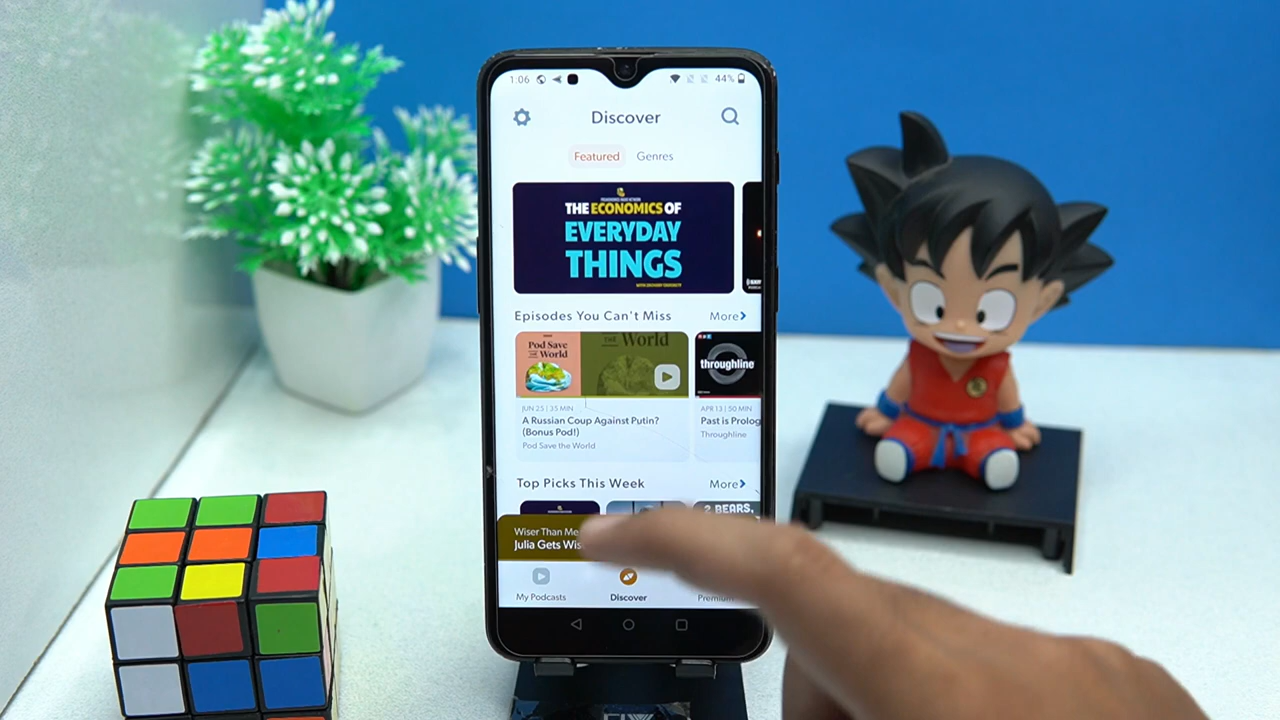 1:06
44%
Discover
Featured
Genres
THE ECONOMICS OF
EVERYDAY
THINGS
Episodes You Can't Miss
More
Pod Save
the World
THE
World
throughline
JUN 25 | 35 MIN
A Russian Coup Against Putin?
(Bonus Pod!)
Pod Save the World
APR 13 | 50 MIN
Past is Prolog
Throughline
Top Picks This Week
More
2 BEARS,
Wiser Than Me
Julia Gets Wis
My Podcasts
Discover
Premium